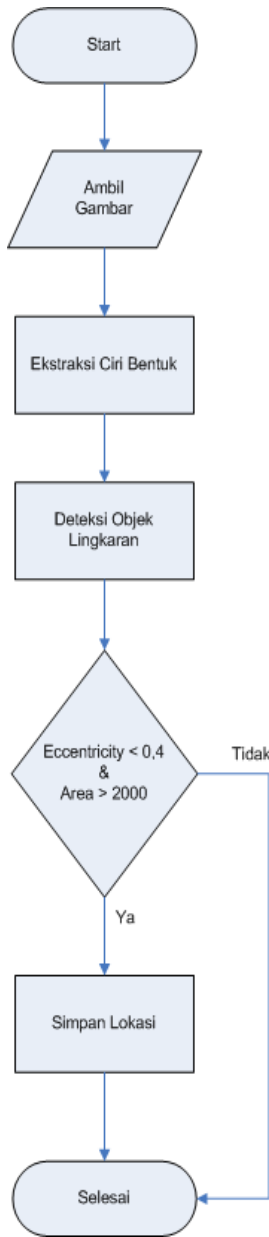 Start
Ambil
Gambar
Ekstraksi Ciri Bentuk
Deteksi Objek
Lingkaran
Eccentricity < 0,4
&
Area > 2000
Tidak
Ya
Simpan Lokasi
Selesai